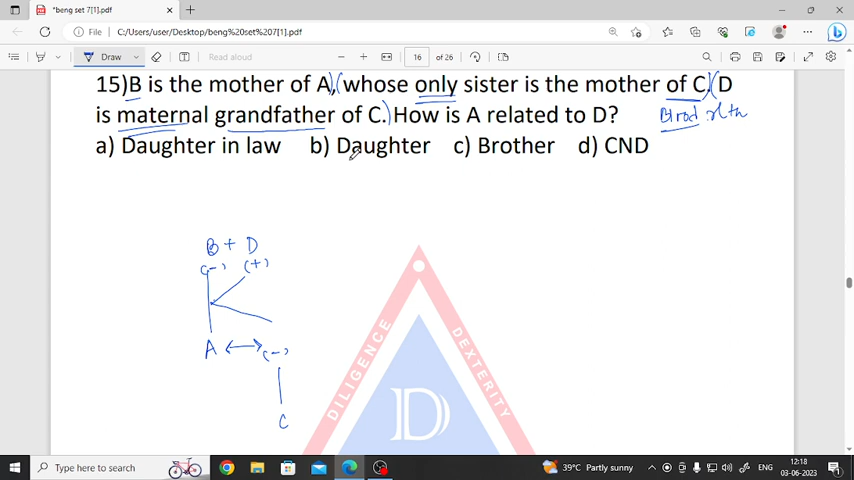 *beng set 7[1].pdf
File
C:/Users/user/Desktop/beng%20set%207[1].pdf
Draw
Read aloud
16 of 26
15)B is the mother of A, whose only sister is the mother of C. D
is maternal grandfather of C. How is A related to D?
Blood
a) Daughter in law b) Daughter c) Brother d) CND
B + D
(-) (+)
A (-)
C
DILIGENCE
DEXTERITY
D
Type here to search
39°C Partly sunny
ENG
12:18
03-06-2023